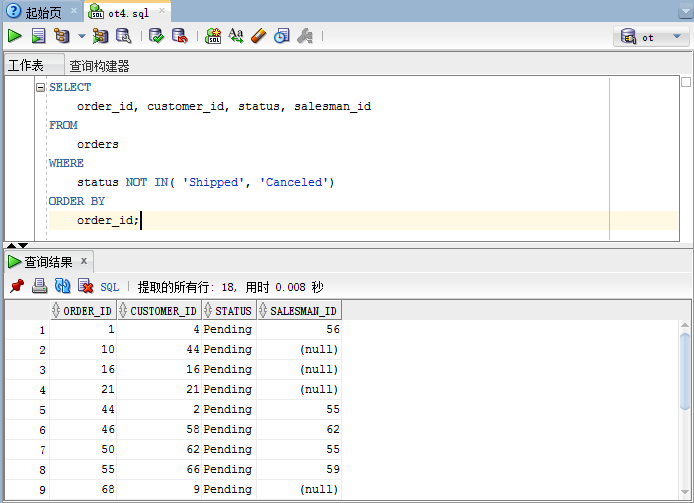 起始页 ot4.sql
ot
工作表 查询构建器
SELECT
order_id, customer_id, status, salesman_id
FROM
orders
WHERE
status NOT IN( 'Shipped', 'Canceled')
ORDER BY
order_id;
查询结果
SQL | 提取的所有行: 18, 用时 0.008 秒
ORDER_ID CUSTOMER_ID STATUS SALESMAN_ID
1 1 4 Pending 56
2 10 44 Pending (null)
3 16 16 Pending (null)
4 21 21 Pending (null)
5 44 2 Pending 55
6 46 58 Pending 62
7 50 62 Pending 55
8 55 66 Pending 59
9 68 9 Pending (null)